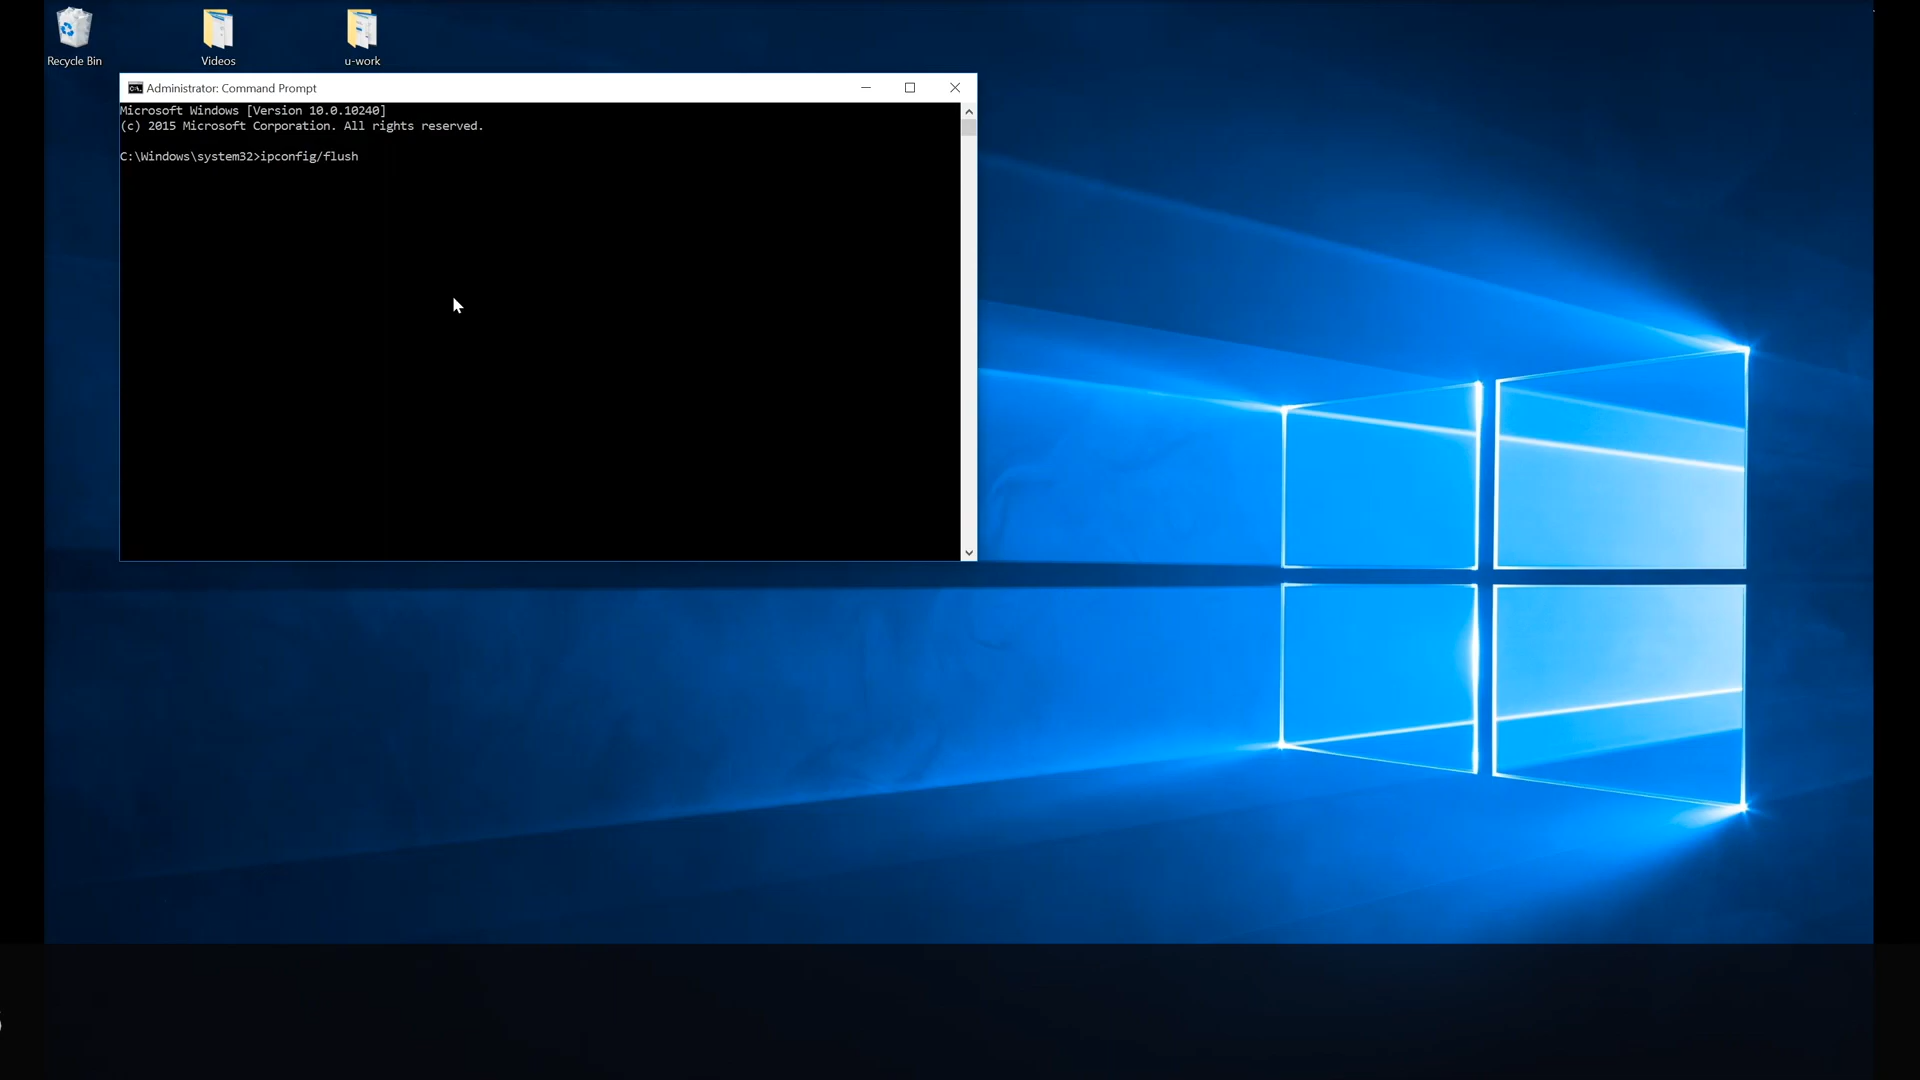 Recycle Bin
Videos
u-work
Administrator: Command Prompt
Microsoft Windows [Version 10.0.10240]
(c) 2015 Microsoft Corporation. All rights reserved.
C:\Windows\system32>ipconfig/flush